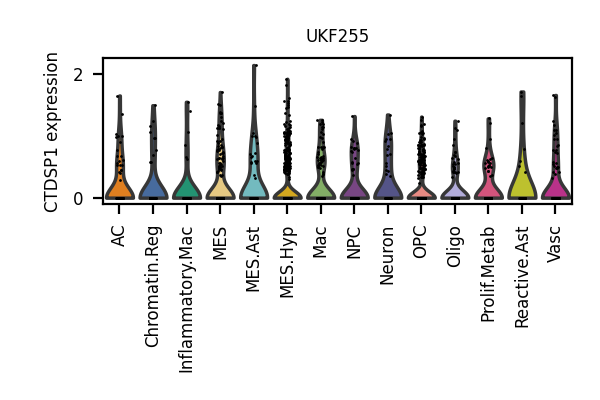 UKF255
CTDSP1 expression
2
0
AC
Chromatin.Reg
Inflammatory.Mac
MES
MES.Ast
MES.Hyp
Mac
NPC
Neuron
OPC
Oligo
Prolif.Metab
Reactive.Ast
Vasc